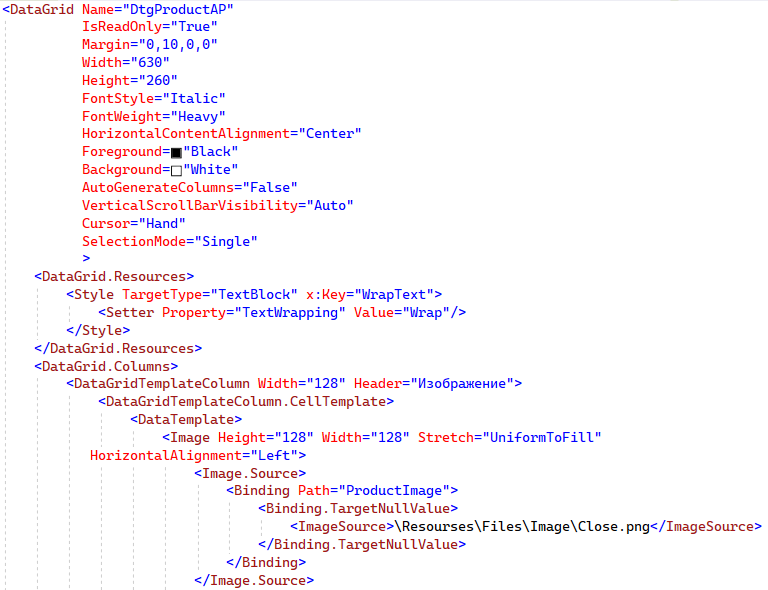 <DataGrid Name="DtgProductAP"
IsReadOnly="True"
Margin="0,10,0,0"
Width="630"
Height="260"
FontStyle="Italic"
FontWeight="Heavy"
HorizontalContentAlignment="Center"
Foreground="Black"
Background="White"
AutoGenerateColumns="False"
VerticalScrollBarVisibility="Auto"
Cursor="Hand"
SelectionMode="Single"
>
<DataGrid.Resources>
<Style TargetType="TextBlock" x:Key="WrapText">
<Setter Property="TextWrapping" Value="Wrap"/>
</Style>
</DataGrid.Resources>
<DataGrid.Columns>
<DataGridTemplateColumn Width="128" Header="Изображение">
<DataGridTemplateColumn.CellTemplate>
<DataTemplate>
<Image Height="128" Width="128" Stretch="UniformToFill"
HorizontalAlignment="Left">
<Image.Source>
<Binding Path="ProductImage">
<Binding.TargetNullValue>
<ImageSource>\Resourses\Files\Image\Close.png</ImageSource>
</Binding.TargetNullValue>
</Binding>
</Image.Source>